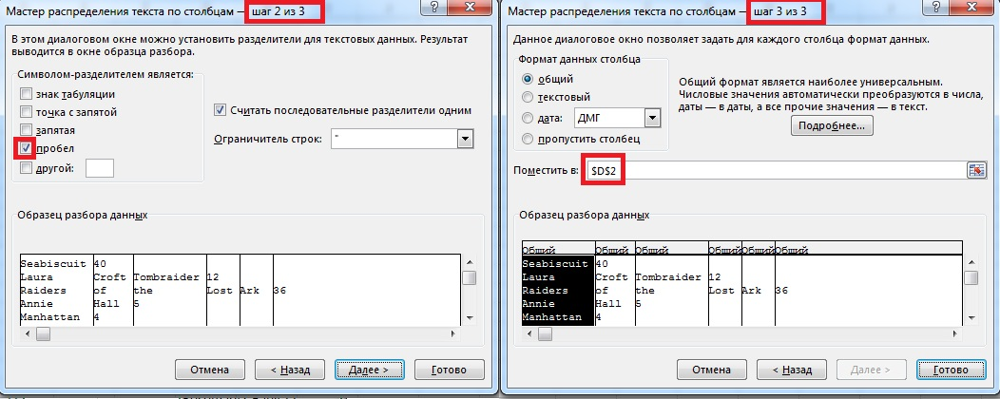 Мастер распределения текста по столбцам — шаг 2 из 3
В этом диалоговом окне можно установить разделители для текстовых данных. Результат
выводится в окне образца разбора.
Символом-разделителем является:
знак табуляции
точка с запятой
запятая
пробел
другой:
Считать последовательные разделители одним
Ограничитель строк: "
Образец разбора данных
Seabiscuit 40
Laura Croft Tombraider 12
Raiders of the Lost Ark 36
Annie Hall 5
Manhattan 4
Отмена < Назад Далее > Готово
Мастер распределения текста по столбцам — шаг 3 из 3
Данное диалоговое окно позволяет задать для каждого столбца формат данных.
Формат данных столбца
общий
текстовый
дата: ДМГ
пропустить столбец
Общий формат является наиболее универсальным.
Числовые значения автоматически преобразуются в числа,
даты — в даты, а все прочие значения — в текст.
Подробнее...
Поместить в: $D$2
Образец разбора данных
Общий Общий Общий Общий Общий Общий
Seabiscuit 40
Laura Croft Tombraider 12
Raiders of the Lost Ark 36
Annie Hall 5
Manhattan 4
Отмена < Назад Далее > Готово